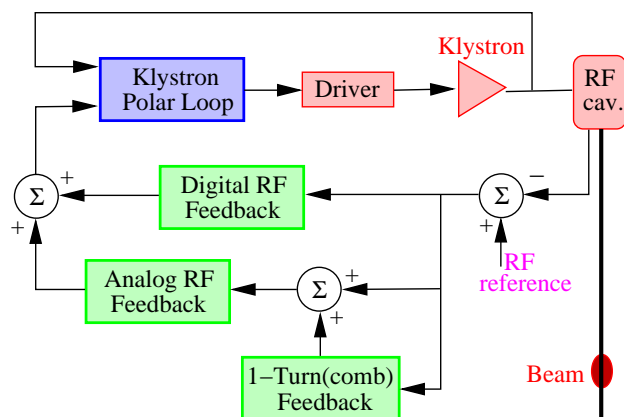 Klystron
Klystron
Polar Loop
Driver
RF
cav.
Σ
+
+
Digital RF
Feedback
Σ
−
+
RF
reference
Analog RF
Feedback
Σ
+
+
1−Turn(comb)
Feedback
Beam